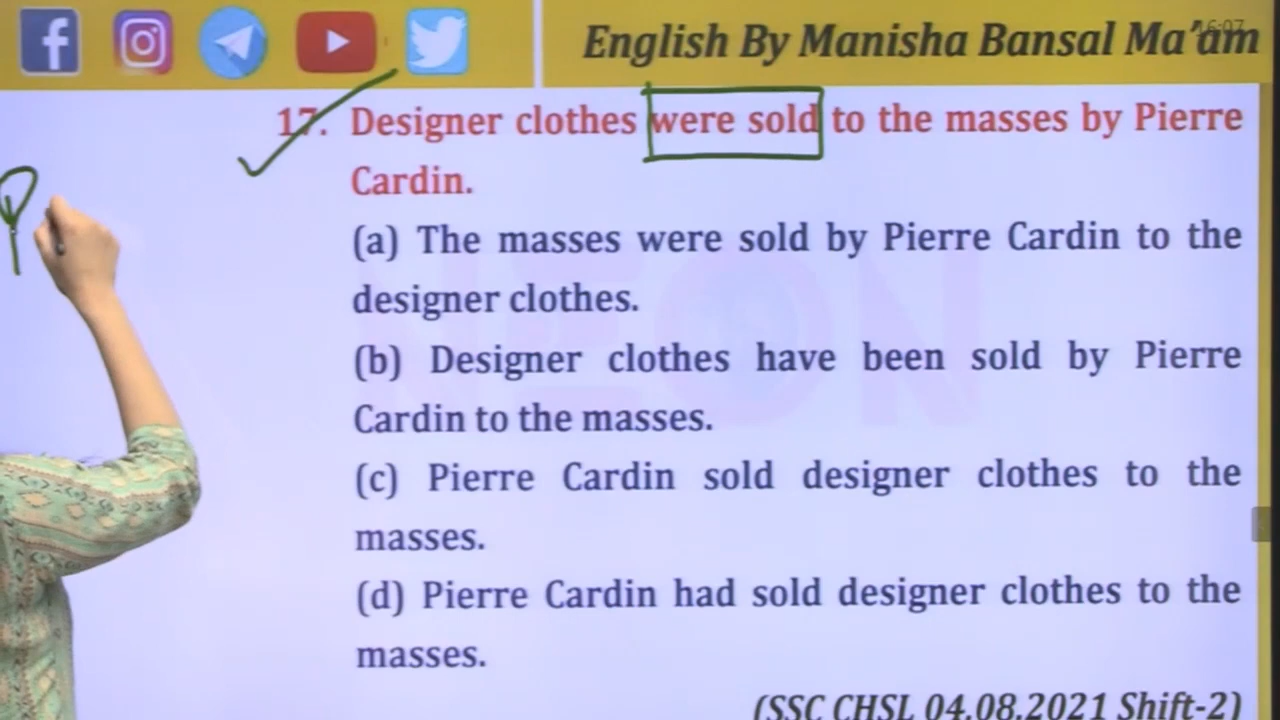 English By Manisha Bansal Ma'am
16:07
17. Designer clothes were sold to the masses by Pierre
Cardin.
(a) The masses were sold by Pierre Cardin to the
designer clothes.
(b) Designer clothes have been sold by Pierre
Cardin to the masses.
(c) Pierre Cardin sold designer clothes to the
masses.
(d) Pierre Cardin had sold designer clothes to the
masses.
(SSC CHSL 04.08.2021 Shift-2)
NEON
P